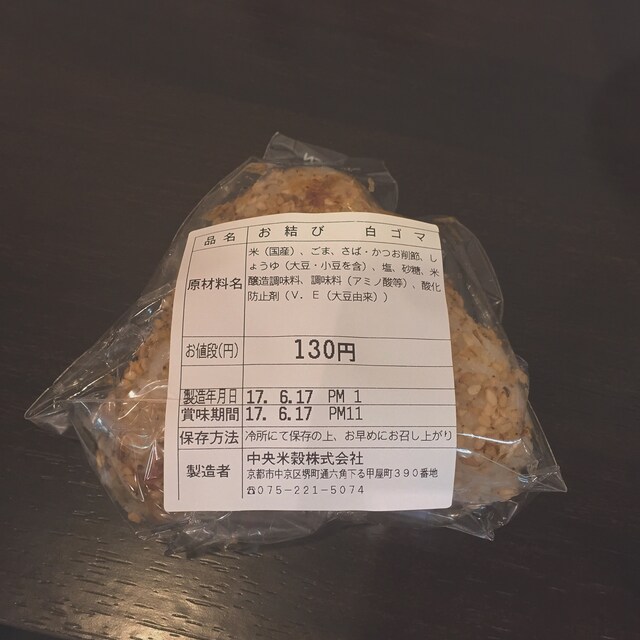 品名 お結び 白ゴマ
原材料名 米（国産）、ごま、さば・かつお削節、し
ょうゆ（大豆・小豆を含）、塩、砂糖、米
醸造調味料、調味料（アミノ酸等）、酸化
防止剤（V．E（大豆由来））
お値段(円) 130円
製造年月日 17. 6.17 PM 1
賞味期間 17. 6.17 PM11
保存方法 冷所にて保存の上、お早めにお召し上がり
製造者 中央米穀株式会社
京都市中京区堺町通六角下る甲屋町390番地
☎075-221-5074